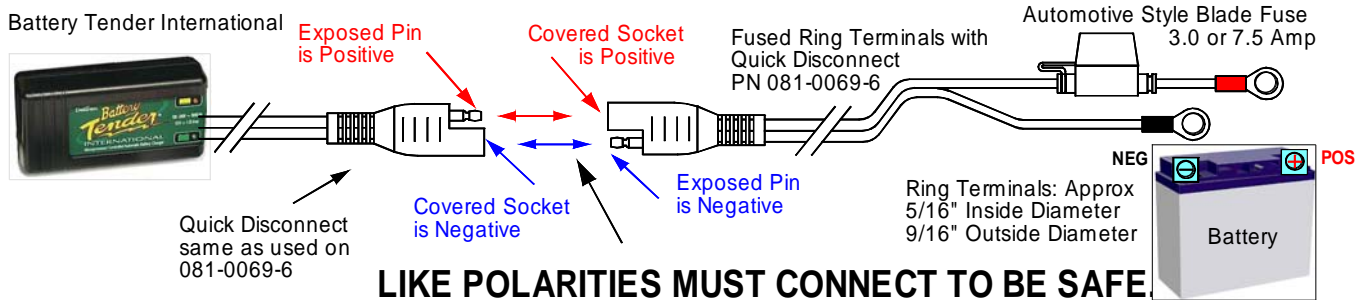 Battery Tender International
Exposed Pin
is Positive
Covered Socket
is Positive
Fused Ring Terminals with
Quick Disconnect
PN 081-0069-6
Automotive Style Blade Fuse
3.0 or 7.5 Amp
Battery
Tender
INTERNATIONAL
Quick Disconnect
same as used on
081-0069-6
Covered Socket
is Negative
Exposed Pin
is Negative
Ring Terminals: Approx
5/16" Inside Diameter
9/16" Outside Diameter
NEG
POS
Battery
LIKE POLARITIES MUST CONNECT TO BE SAFE.